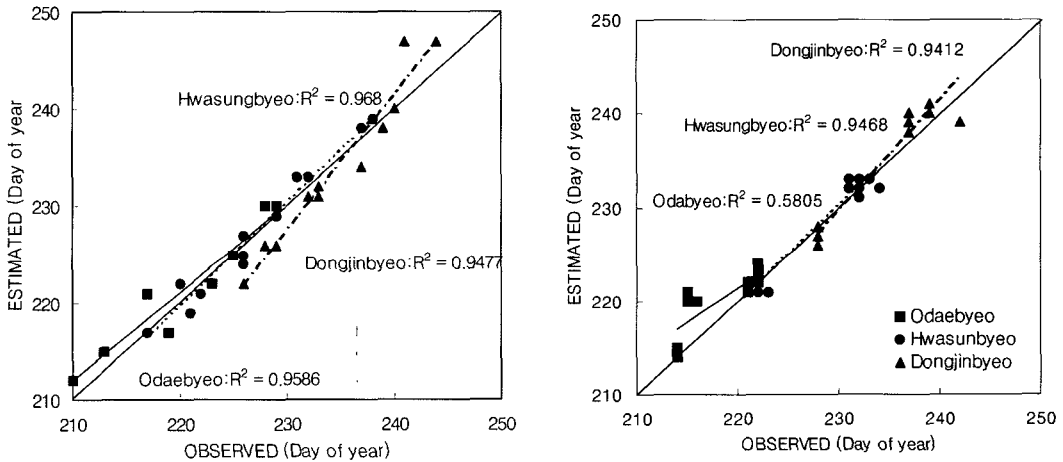 250
240
230
220
210
210
220
230
240
250
ESTIMATED (Day of year)
OBSERVED (Day of year)
Hwasungbyeo:R² = 0.968
Dongjinbyeo:R² = 0.9477
Odaebyeo:R² = 0.9586
250
240
230
220
210
210
220
230
240
250
ESTIMATED (Day of year)
OBSERVED (Day of year)
Dongjinbyeo:R² = 0.9412
Hwasungbyeo:R² = 0.9468
Odabyeo:R² = 0.5805
Odaebyeo
Hwasunbyeo
Dongjinbyeo